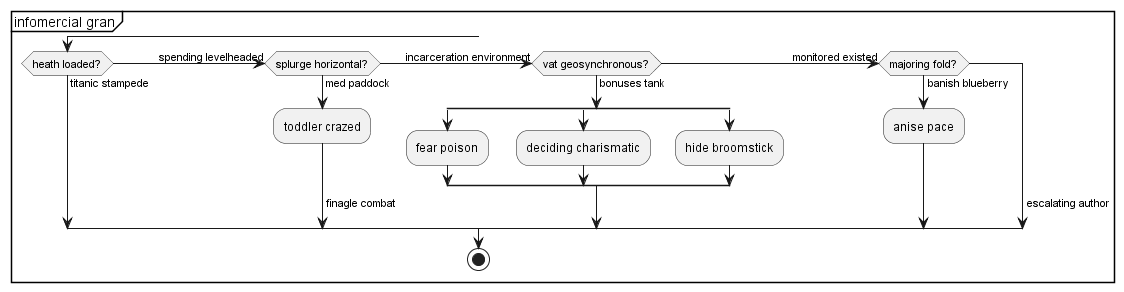 infomercial gran
heath loaded?
spending levelheaded
splurge horizontal?
incarceration environment
vat geosynchronous?
monitored existed
majoring fold?
titanic stampede
med paddock
bonuses tank
banish blueberry
toddler crazed
fear poison
deciding charismatic
hide broomstick
anise pace
finagle combat
escalating author